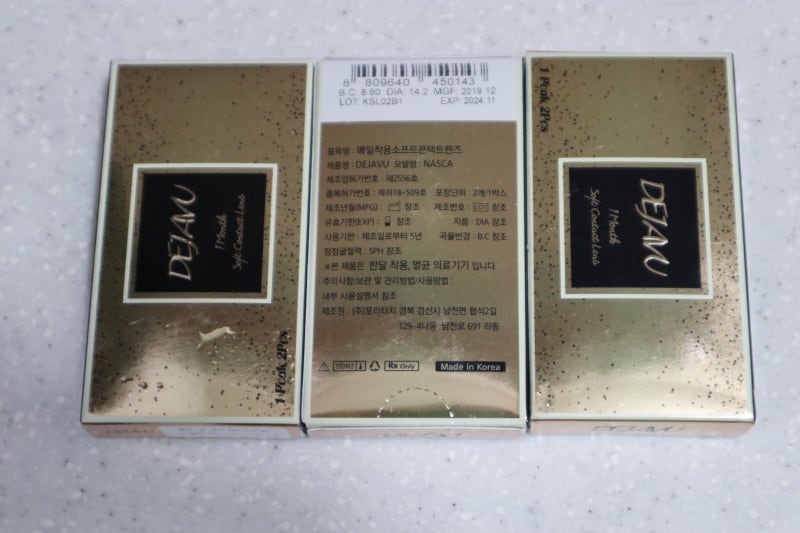 DEJAVU
1 Month
Soft Contact Lens
1 Peak 2Pcs
DEJAVU
8 809640 450143
B.C: 8.60 DIA: 14.2 MGF: 2019.12
LOT: KSL02B1 EXP: 2024.11
품목명 : 매일착용소프트콘택트렌즈
제품명 : DEJAVU 모델명 : NASCA
제조업허가번호 : 제2556호
품목허가번호 : 제허18-509호 포장단위 : 2개/1박스
제조년월(MFG) : 참조 제조번호 : LOT 참조
유효기한(EXP) : 참조 지름 : DIA 참조
사용기한 : 제조일로부터 5년 곡률반경 : B.C 참조
정점굴절력 : SPH 참조
※본 제품은 한달 착용, 멸균 의료기기 입니다
주의사항/보관 및 관리방법/사용방법 :
내부 사용설명서 참조
제조원 : (주)포리타치 경북 경산시 남천면 협석2길
129-4나동 남천로 691 라동
Rx Only Made in Korea
1 Peak 2Pcs
DEJAVU
1 Month
Soft Contact Lens
DEJAVU